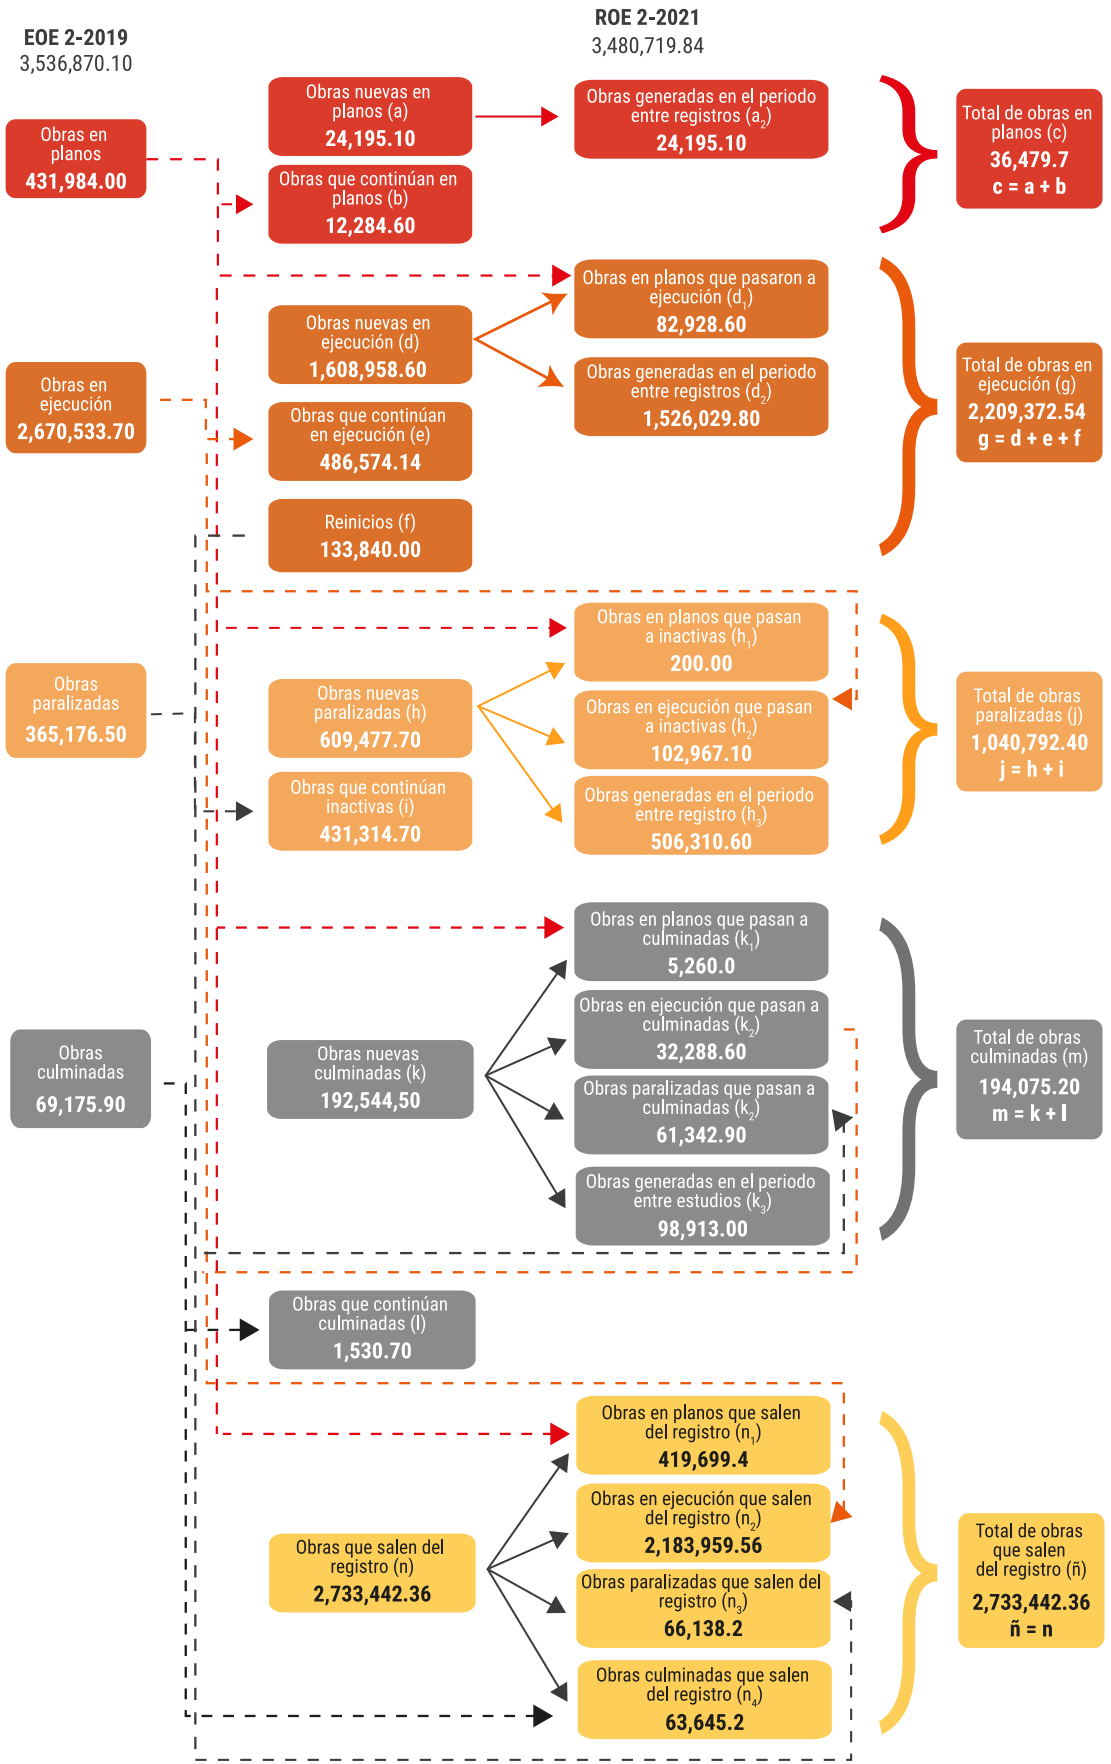 EOE 2-2019
3,536,870.10
ROE 2-2021
3,480,719.84
Obras en
planos
431,984.00
Obras nuevas en
planos (a)
24,195.10
Obras generadas en el periodo
entre registros (a2)
24,195.10
Obras que continúan en
planos (b)
12,284.60
Total de obras en
planos (c)
36,479.7
c = a + b
Obras en
ejecución
2,670,533.70
Obras nuevas en
ejecución (d)
1,608,958.60
Obras en planos que pasaron a
ejecución (d1)
82,928.60
Obras generadas en el periodo
entre registros (d2)
1,526,029.80
Obras que continúan
en ejecución (e)
486,574.14
Reinicios (f)
133,840.00
Total de obras en
ejecución (g)
2,209,372.54
g = d + e + f
Obras
paralizadas
365,176.50
Obras nuevas
paralizadas (h)
609,477.70
Obras en planos que pasan
a inactivas (h1)
200.00
Obras en ejecución que pasan
a inactivas (h2)
102,967.10
Obras generadas en el periodo
entre registro (h3)
506,310.60
Obras que continúan
inactivas (i)
431,314.70
Total de obras
paralizadas (j)
1,040,792.40
j = h + i
Obras
culminadas
69,175.90
Obras nuevas
culminadas (k)
192,544,50
Obras en planos que pasan a
culminadas (k1)
5,260.0
Obras en ejecución que pasan a
culminadas (k2)
32,288.60
Obras paralizadas que pasan a
culminadas (k2)
61,342.90
Obras generadas en el periodo
entre estudios (k3)
98,913.00
Total de obras
culminadas (m)
194,075.20
m = k + l
Obras que continúan
culminadas (l)
1,530.70
Obras que salen del
registro (n)
2,733,442.36
Obras en planos que salen
del registro (n1)
419,699.4
Obras en ejecución que salen
del registro (n2)
2,183,959.56
Obras paralizadas que salen del
registro (n3)
66,138.2
Obras culminadas que salen
del registro (n4)
63,645.2
Total de obras
que salen
del registro (ñ)
2,733,442.36
ñ = n